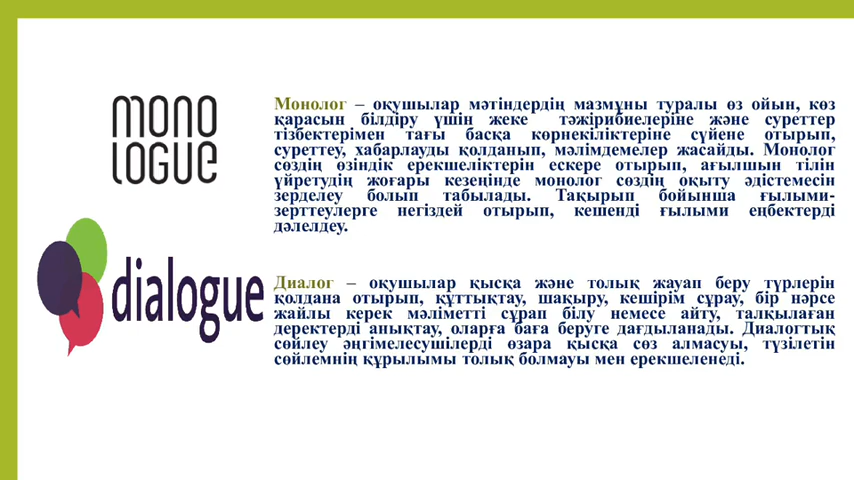 MONO
LOGUE
Монолог – оқушылар мәтіндердің мазмұны туралы өз ойын, көз
қарасын білдіру үшін жеке тәжірибиелеріне және суреттер
тізбектерімен тағы басқа көрнекіліктеріне сүйене отырып,
суреттеу, хабарлауды қолданып, мәлімдемелер жасайды. Монолог
сөздің өзіндік ерекшеліктерін ескере отырып, ағылшын тілін
үйретудің жоғары кезеңінде монолог сөздің оқыту әдістемесін
зерделеу болып табылады. Тақырып бойынша ғылыми-
зерттеулерге негіздей отырып, кешенді ғылыми еңбектерді
дәлелдеу.
dialogue
Диалог – оқушылар қысқа және толық жауап беру түрлерін
қолдана отырып, құттықтау, шақыру, кешірім сұрау, бір нәрсе
жайлы керек мәліметті сұрап білу немесе айту, талқылаған
деректерді анықтау, оларға баға беруге дағдыланады. Диалогтық
сөйлеу әңгімелесушілерді өзара қысқа сөз алмасуы, түзілетін
сөйлемнің құрылымы толық болмауы мен ерекшеленеді.